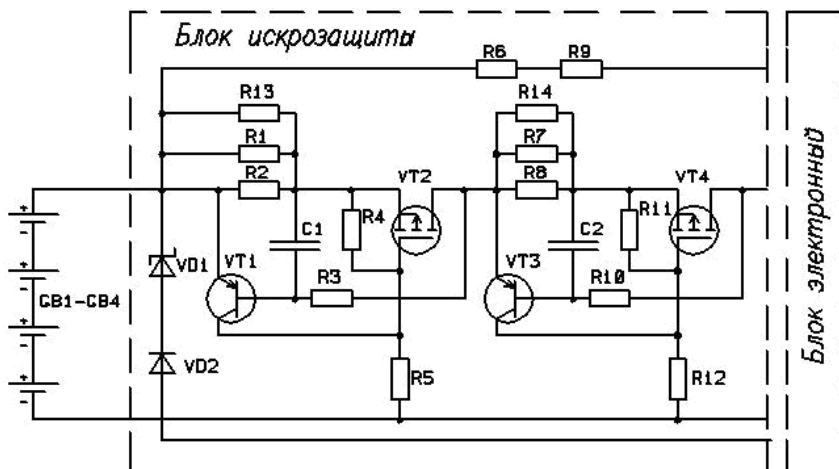 Блок искрозащиты
R6 R9
R13 R14
R1 R7
R2 VT2 R8 VT4
R4 R11
C1 C2
VD1 VT1 R3 VT3 R10
GB1-GB4
VD2 R5 R12
Блок электронный
+
-
+
-
+
-
+
-